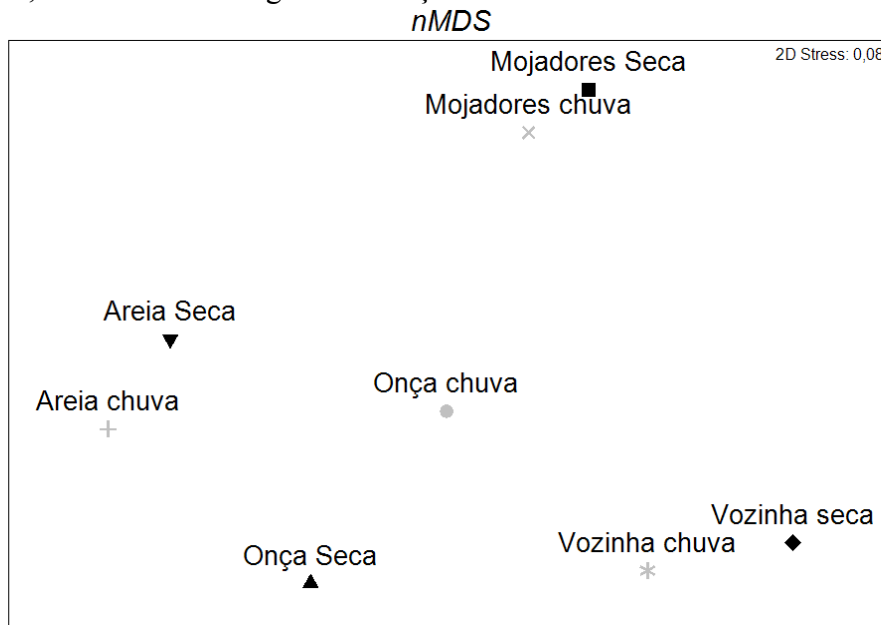 nMDS
2D Stress: 0,08
Mojadores Seca
Mojadores chuva
Areia Seca
Onça chuva
Areia chuva
Vozinha seca
Vozinha chuva
Onça Seca